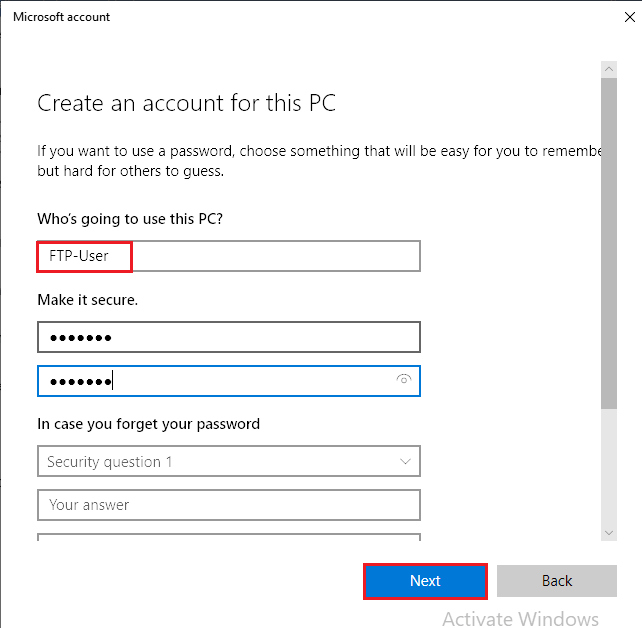 Microsoft account
Create an account for this PC
If you want to use a password, choose something that will be easy for you to remembe
but hard for others to guess.
Who's going to use this PC?
FTP-User
Make it secure.
●●●●●●●
●●●●●●●
In case you forget your password
Security question 1
Your answer
Next
Back
Activate Windows